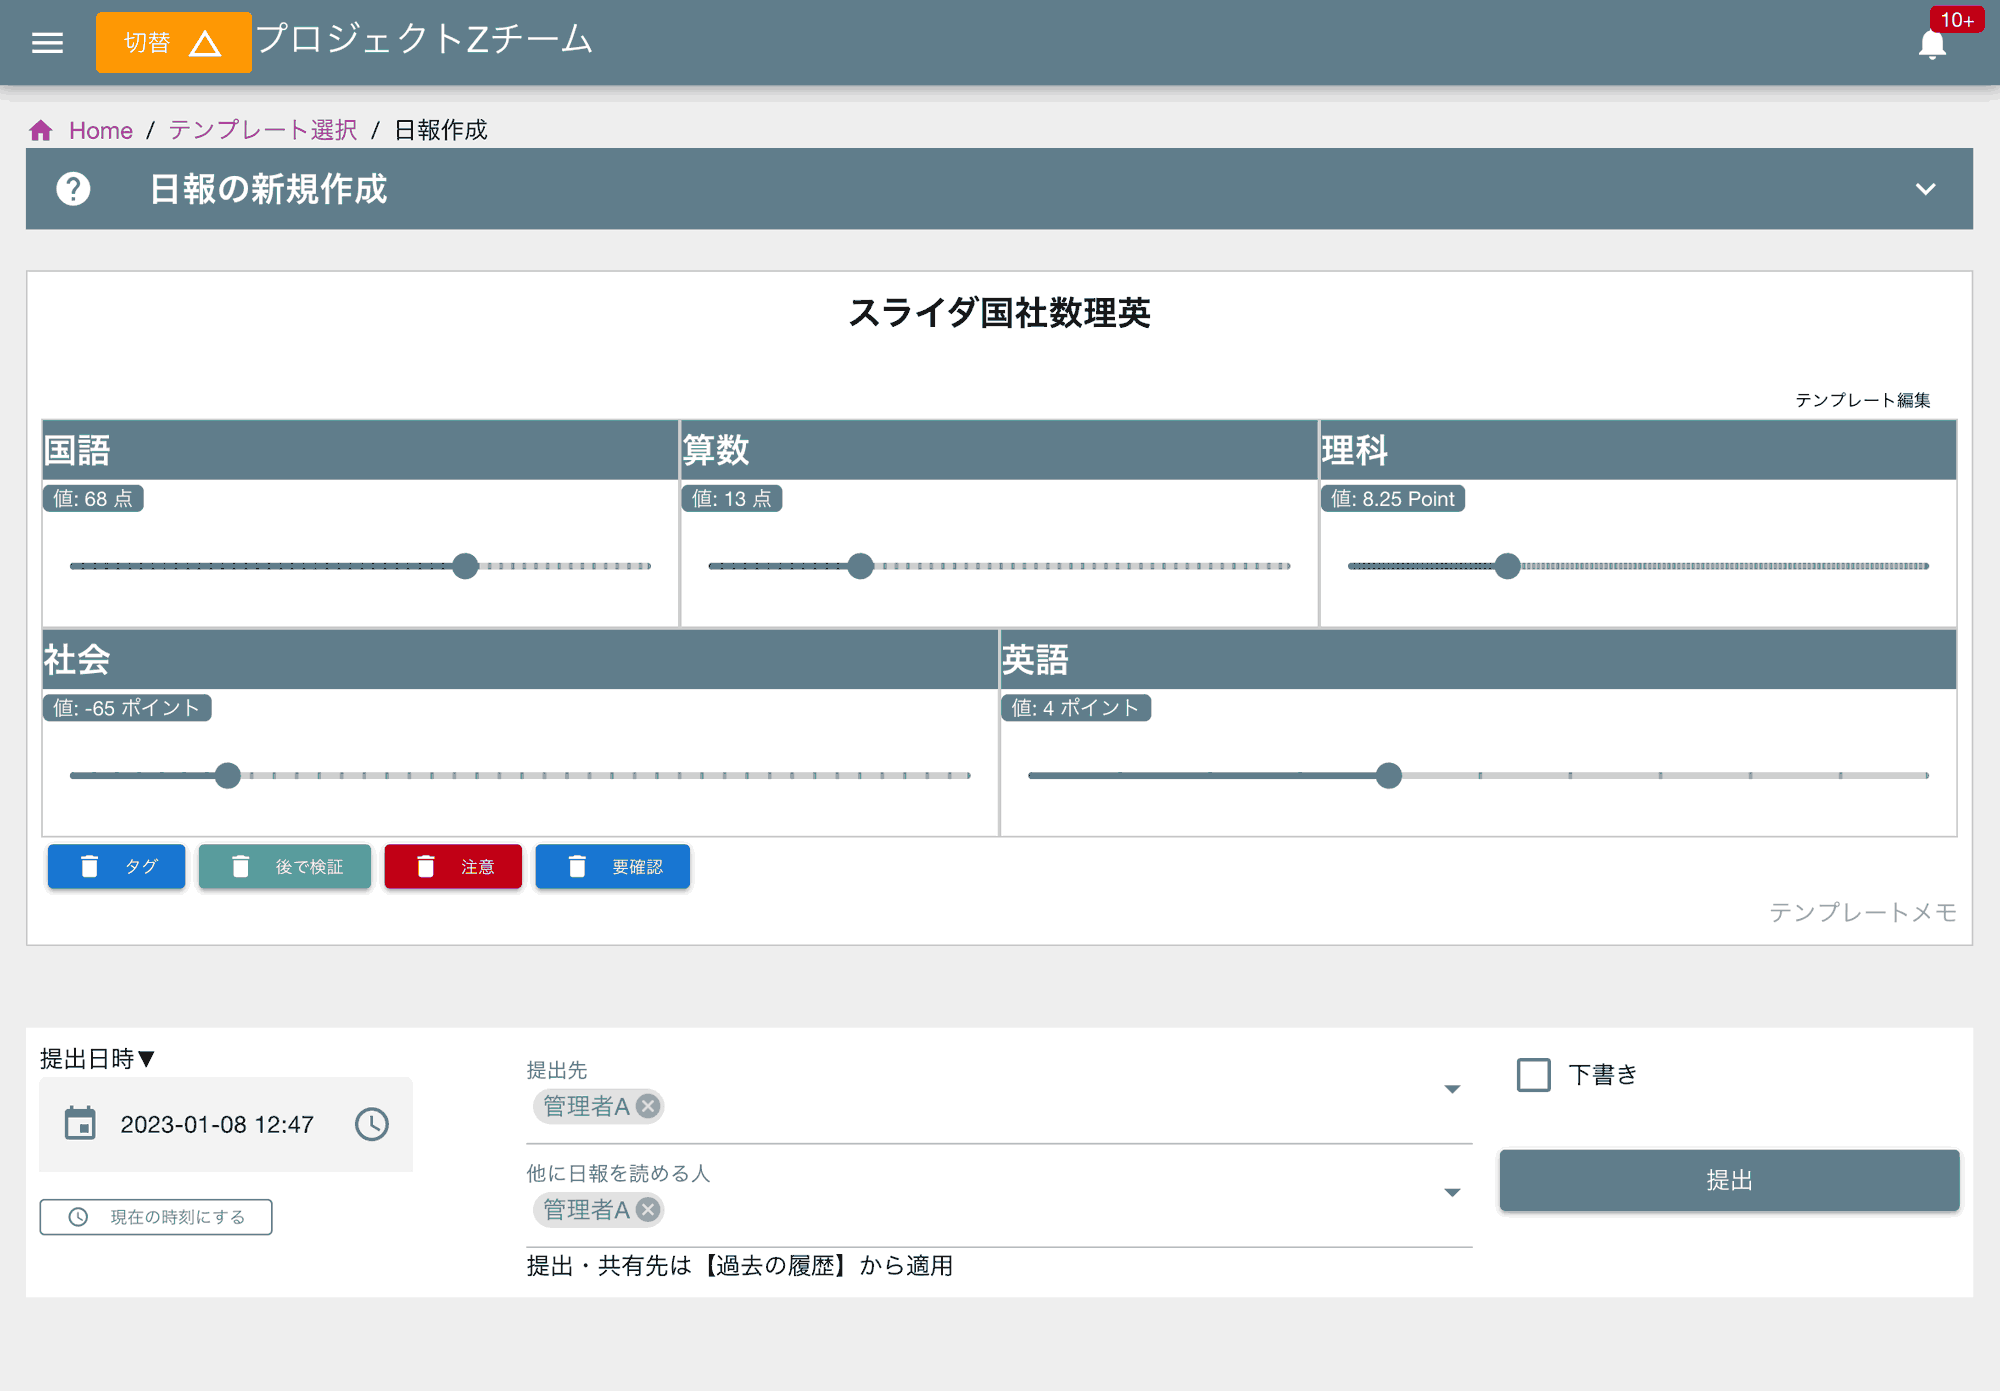 切替 プロジェクトZチーム 10+
Home / テンプレート選択 / 日報作成
日報の新規作成
スライダ国社数理英
テンプレート編集
国語 算数 理科
値: 68 点 値: 13 点 値: 8.25 Point
社会 英語
値: -65 ポイント 値: 4 ポイント
タグ 後で検証 注意 要確認
テンプレートメモ
提出日時▼
2023-01-08 12:47
現在の時刻にする
提出先
管理者A
他に日報を読める人
管理者A
提出・共有先は【過去の履歴】から適用
下書き
提出